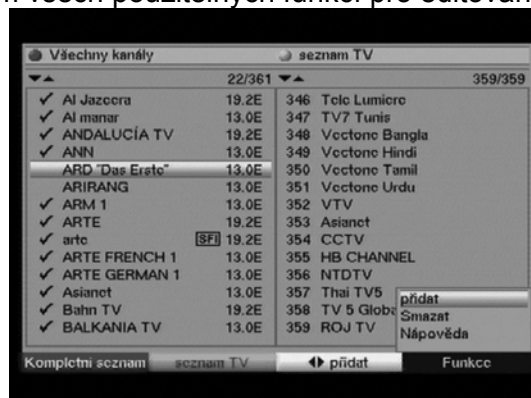 všech použitelných funkcí pro editován
Všechny kanály
22/361
✓ Al Jazeera 19.2E
✓ Al manar 13.0E
✓ ANDALUCÍA TV 19.2E
✓ ANN 13.0E
ARD "Das Erste" 13.0E
ARIRANG 13.0E
✓ ARM 1 13.0E
✓ ARTE 19.2E
✓ arte SFI 19.2E
✓ ARTE FRENCH 1 13.0E
✓ ARTE GERMAN 1 13.0E
✓ Asianet 13.0E
✓ Bahn TV 19.2E
✓ BALKANIA TV 13.0E
seznam TV
359/359
346 Tele Lumiere
347 TV7 Tunis
348 Vectone Bangla
349 Vectone Hindi
350 Vectone Tamil
351 Vectone Urdu
352 VTV
353 Asianet
354 CCTV
355 HB CHANNEL
356 NTDTV
357 Thai TV5
358 TV 5 Globa
359 ROJ TV
přidat
Smazat
Nápověda
Kompletni seznam seznam TV přidat Funkce